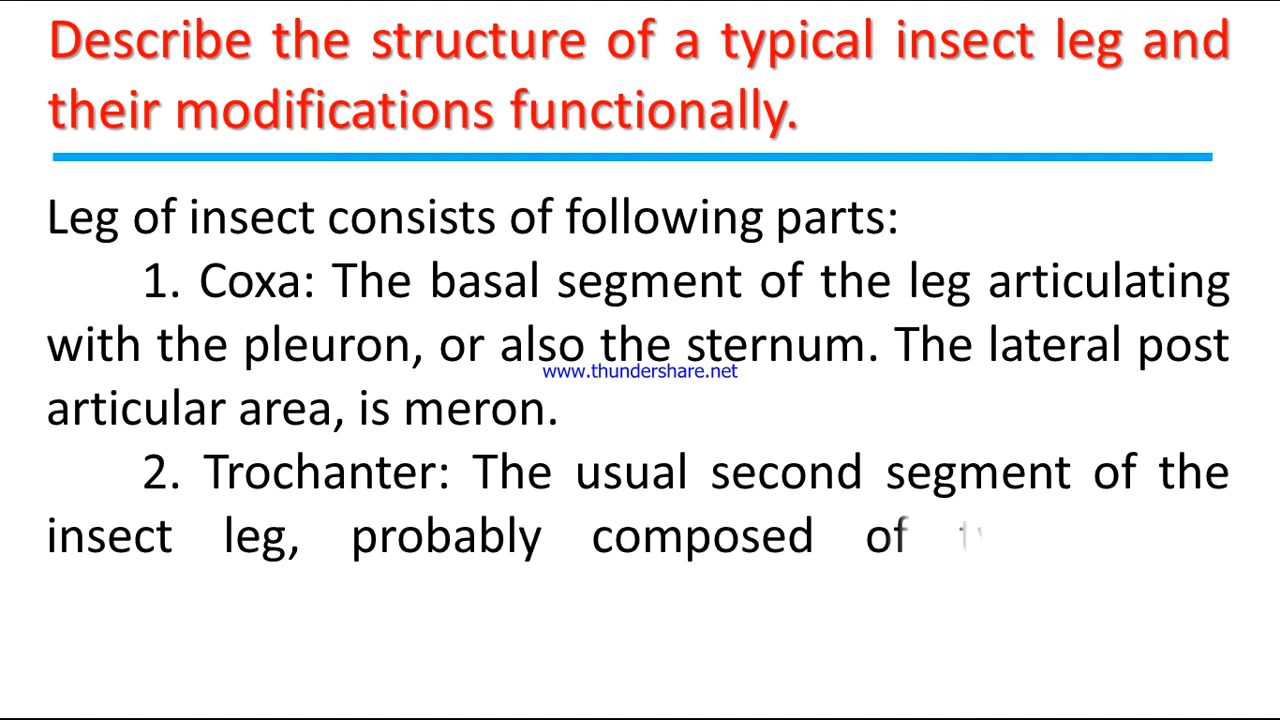 Describe the structure of a typical insect leg and
their modifications functionally.
Leg of insect consists of following parts:
1. Coxa: The basal segment of the leg articulating
with the pleuron, or also the sternum. The lateral post
www.thundershare.net
articular area, is meron.
2. Trochanter: The usual second segment of the
insect leg, probably composed of